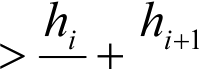 > h_i + h_{i+1}